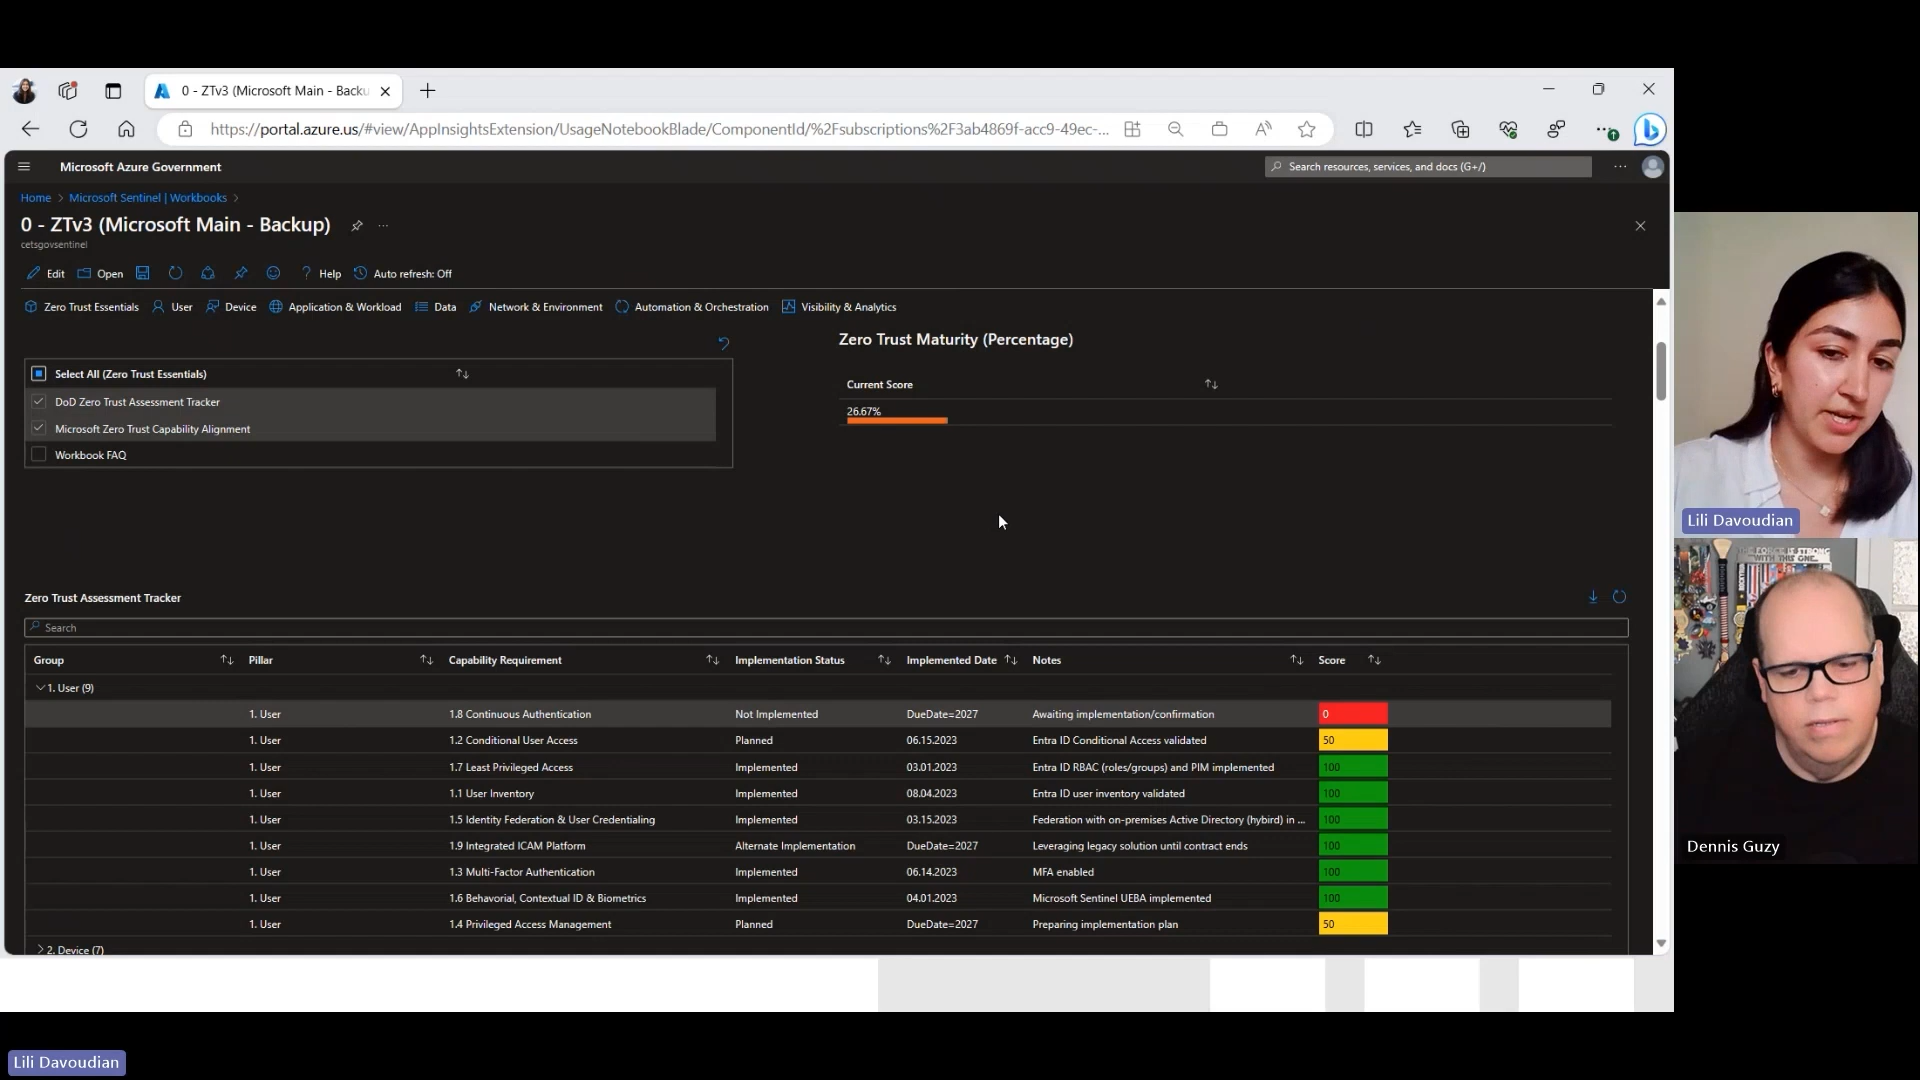 0 - ZTv3 (Microsoft Main - Backu
https://portal.azure.us/#view/AppInsightsExtension/UsageNotebookBlade/ComponentId/%2Fsubscriptions%2F3ab4869f-acc9-49ec-...
Microsoft Azure Government
Search resources, services, and docs (G+/)
Home > Microsoft Sentinel | Workbooks >
0 - ZTv3 (Microsoft Main - Backup)
cetsgovsentinel
Edit Open Help Auto refresh: Off
Zero Trust Essentials User Device Application & Workload Data Network & Environment Automation & Orchestration Visibility & Analytics
Zero Trust Maturity (Percentage)
Select All (Zero Trust Essentials)
DoD Zero Trust Assessment Tracker
Microsoft Zero Trust Capability Alignment
Workbook FAQ
Current Score
26.67%
Zero Trust Assessment Tracker
Search
Group Pillar Capability Requirement Implementation Status Implemented Date Notes Score
1. User (9)
1. User 1.8 Continuous Authentication Not Implemented DueDate=2027 Awaiting implementation/confirmation 0
1. User 1.2 Conditional User Access Planned 06.15.2023 Entra ID Conditional Access validated 50
1. User 1.7 Least Privileged Access Implemented 03.01.2023 Entra ID RBAC (roles/groups) and PIM implemented 100
1. User 1.1 User Inventory Implemented 08.04.2023 Entra ID user inventory validated 100
1. User 1.5 Identity Federation & User Credentialing Implemented 03.15.2023 Federation with on-premises Active Directory (hybird) in ... 100
1. User 1.9 Integrated ICAM Platform Alternate Implementation DueDate=2027 Leveraging legacy solution until contract ends 100
1. User 1.3 Multi-Factor Authentication Implemented 06.14.2023 MFA enabled 100
1. User 1.6 Behavorial, Contextual ID & Biometrics Implemented 04.01.2023 Microsoft Sentinel UEBA implemented 100
1. User 1.4 Privileged Access Management Planned DueDate=2027 Preparing implementation plan 50
2. Device (7)
Lili Davoudian
THE FORCE IS STRONG
WITH THIS ONE...
Dennis Guzy
Lili Davoudian